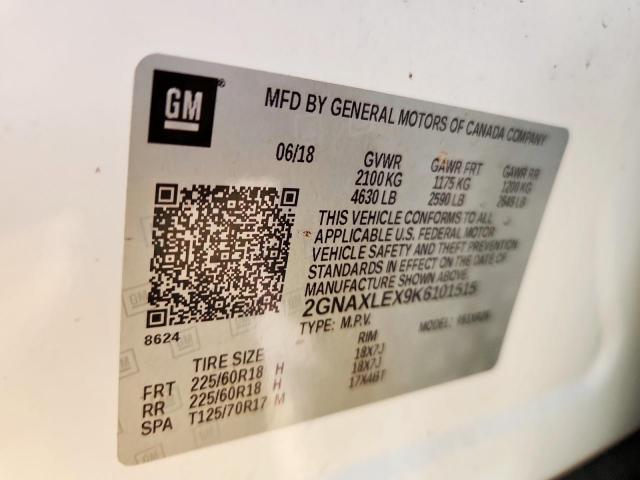 GM ®
MFD BY GENERAL MOTORS OF CANADA COMPANY
06/18 GVWR GAWR FRT GAWR RR
2100 KG 1175 KG 1200 KG
4630 LB 2590 LB 2645 LB
THIS VEHICLE CONFORMS TO ALL
APPLICABLE U.S. FEDERAL MOTOR
VEHICLE SAFETY AND THEFT PREVENTION
STANDARDS IN EFFECT ON THE DATE OF
MANUFACTURE SHOWN ABOVE.
2GNAXLEX9K6101515
8624 TYPE: M.P.V. MODEL:
TIRE SIZE RIM
FRT 225/60R18 H 18X7J
RR 225/60R18 H 18X7J
SPA T125/70R17 M 17X4BT